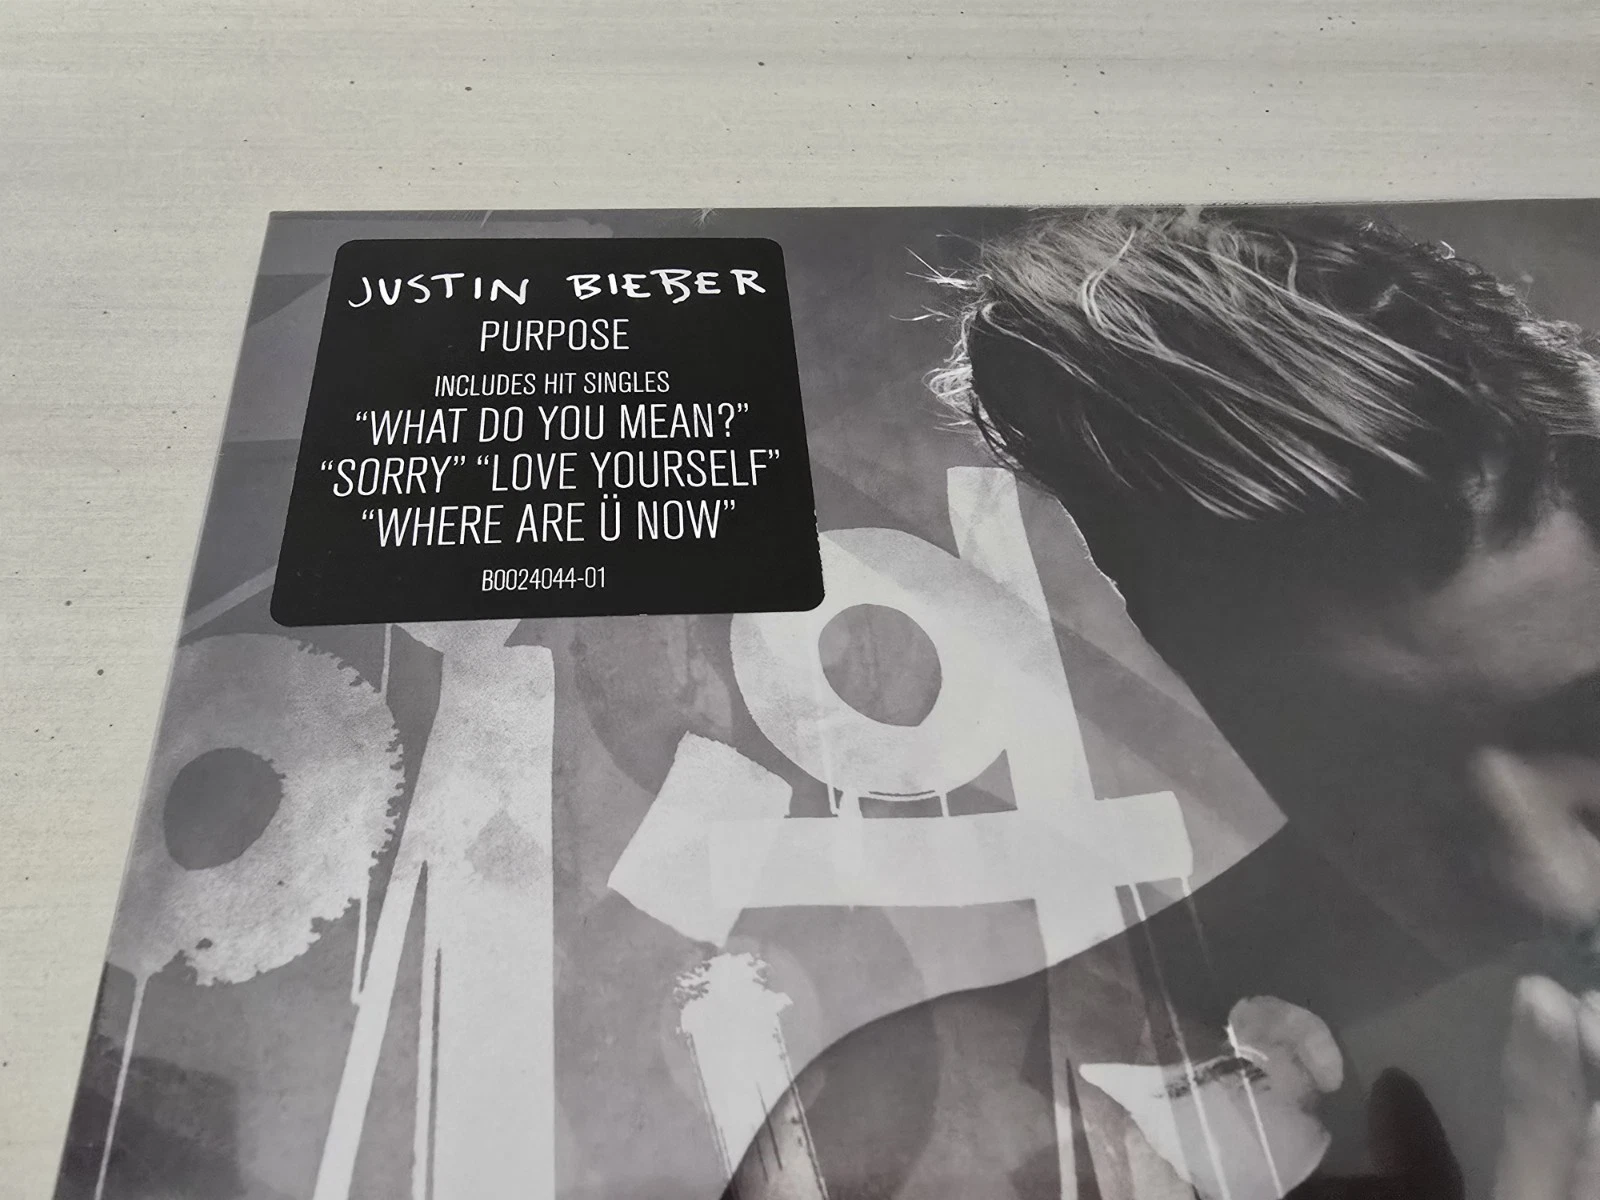 JUSTIN BIEBER
PURPOSE
INCLUDES HIT SINGLES
“WHAT DO YOU MEAN?”
“SORRY” “LOVE YOURSELF”
“WHERE ARE Ü NOW”
B0024044-01